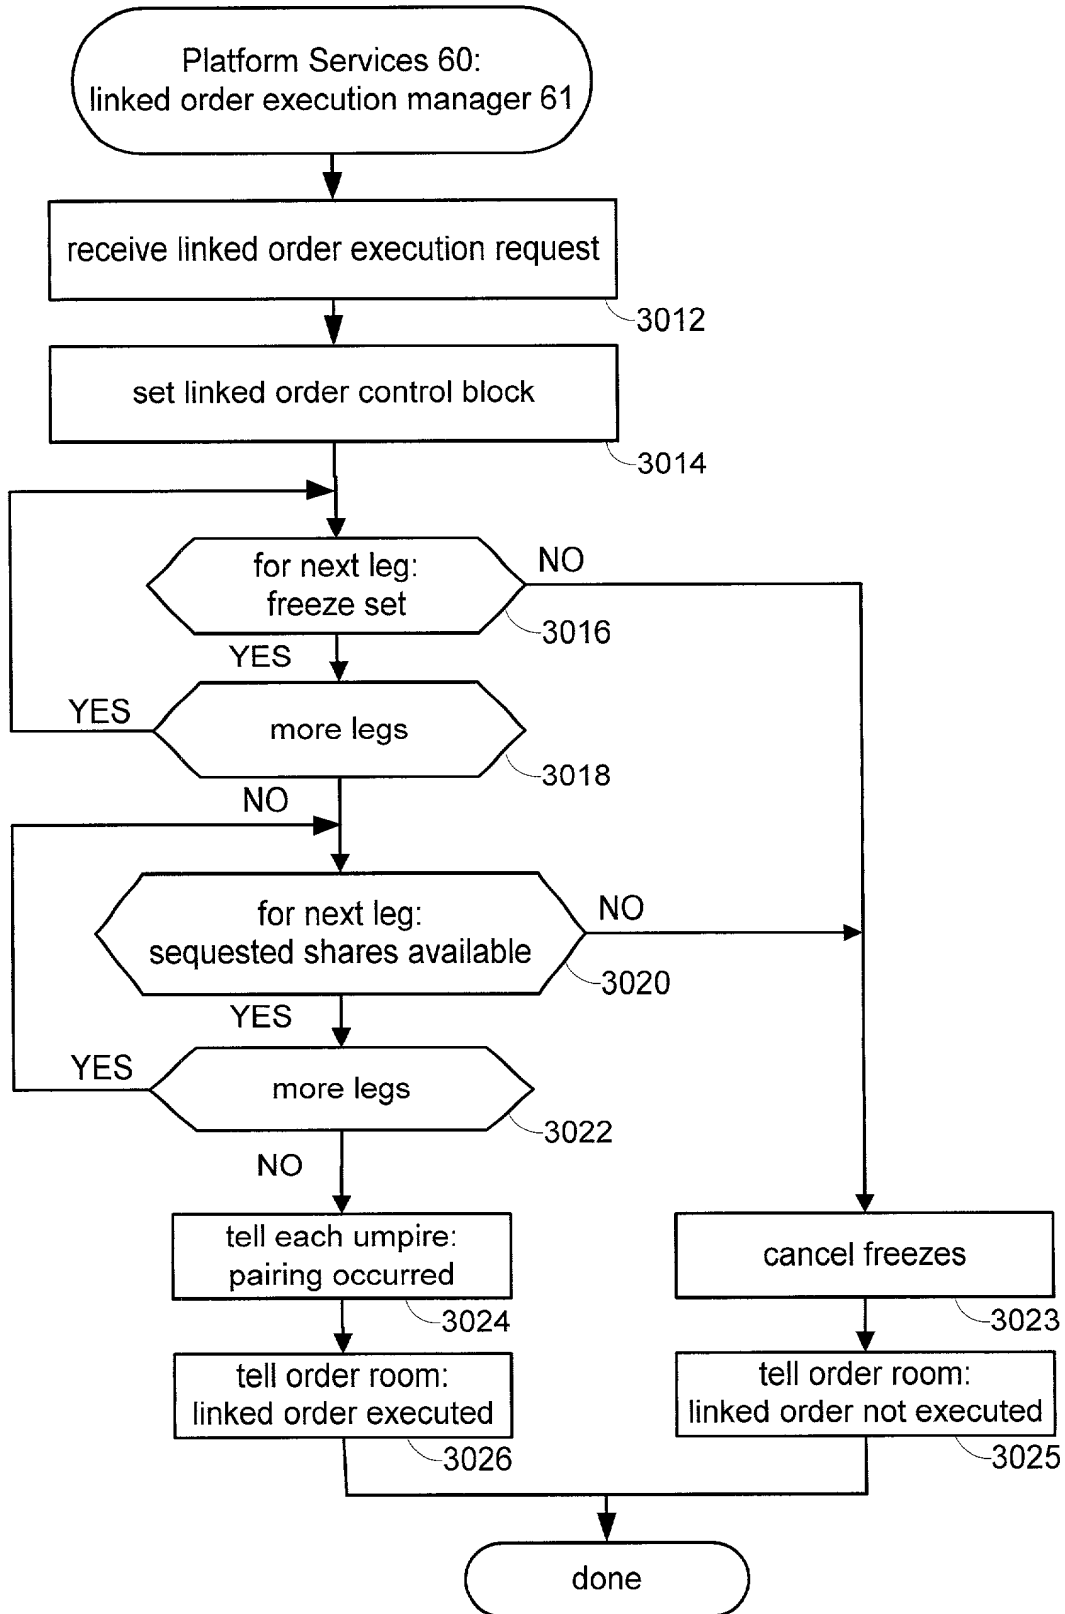 Platform Services 60:
linked order execution manager 61
receive linked order execution request
3012
set linked order control block
3014
for next leg:
freeze set
NO
3016
YES
more legs
YES
3018
NO
for next leg:
sequested shares available
NO
3020
YES
more legs
YES
3022
NO
tell each umpire:
pairing occurred
3024
cancel freezes
3023
tell order room:
linked order executed
3026
tell order room:
linked order not executed
3025
done